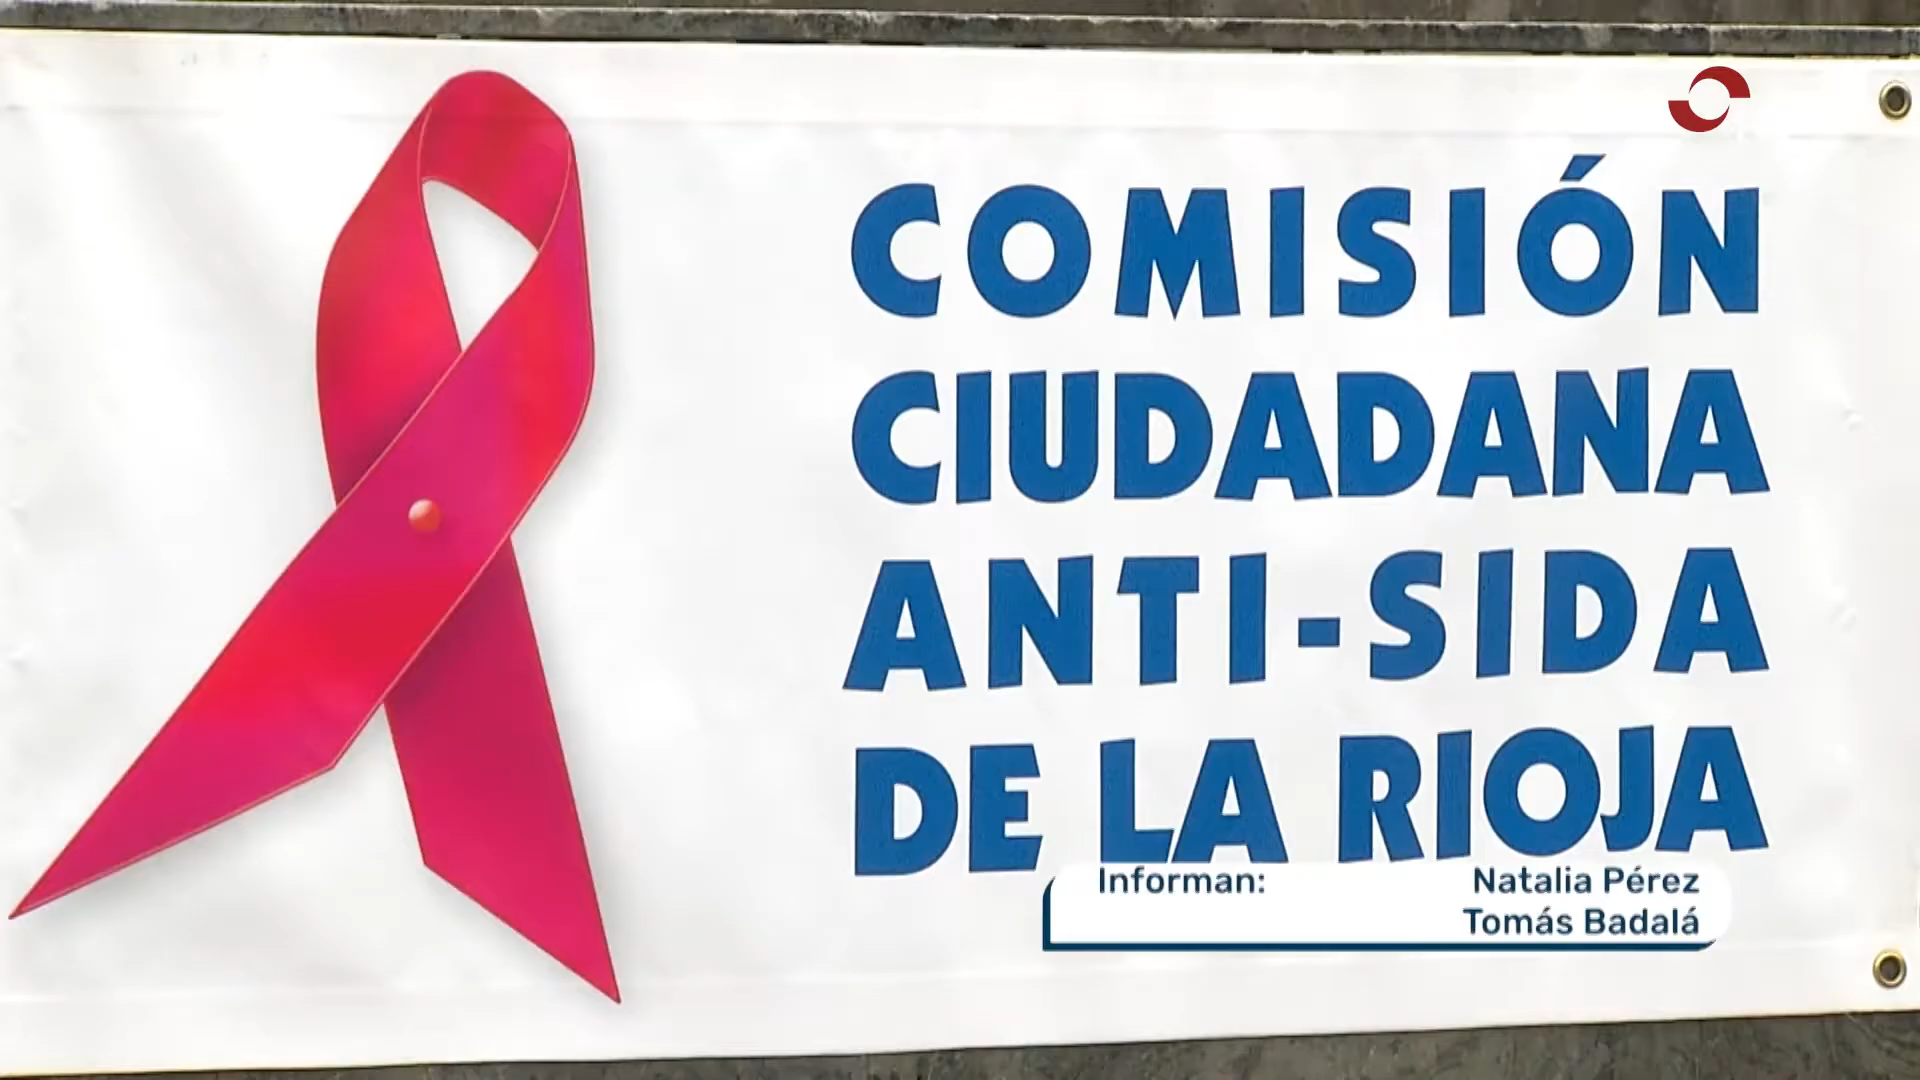 COMISIÓN
CIUDADANA
ANTI-SIDA
DE LA RIOJA
Informan: Natalia Pérez
Tomás Badalá